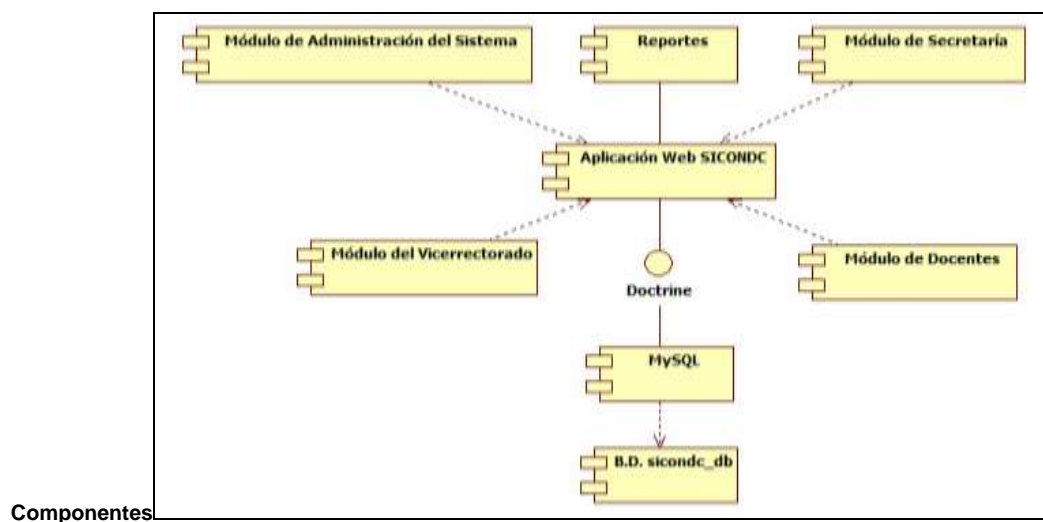 Módulo de Administración del Sistema
Reportes
Módulo de Secretaría
Aplicación Web SICONDC
Módulo del Vicerrectorado
Módulo de Docentes
Doctrine
MySQL
B.D. sicondc_db
Componentes